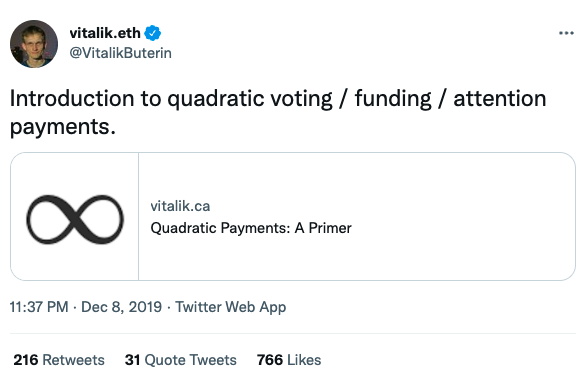 vitalik.eth
@VitalikButerin
Introduction to quadratic voting / funding / attention
payments.
vitalik.ca
Quadratic Payments: A Primer
11:37 PM · Dec 8, 2019 · Twitter Web App
216 Retweets 31 Quote Tweets 766 Likes